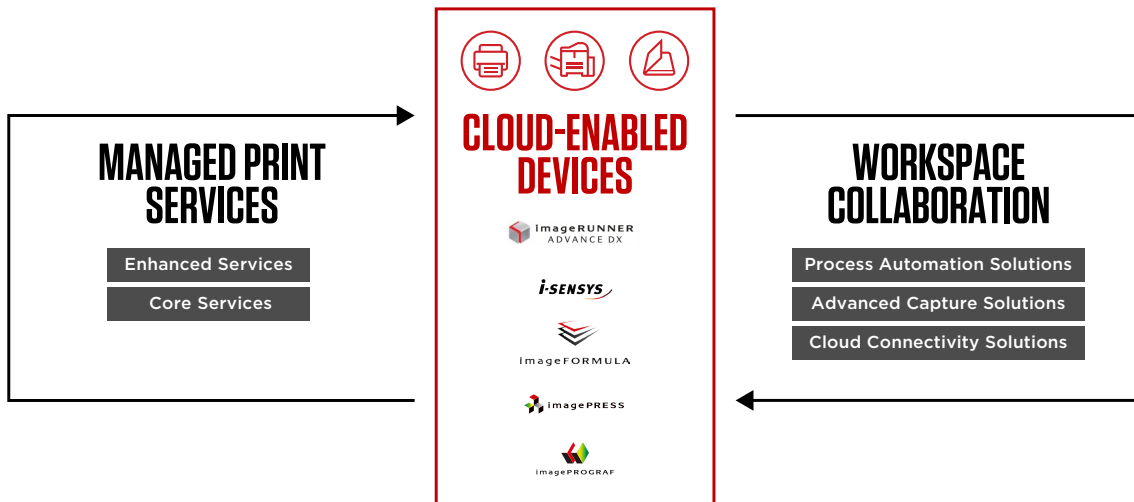 MANAGED PRINT
SERVICES
Enhanced Services
Core Services
CLOUD-ENABLED
DEVICES
imageRUNNER
ADVANCE DX
i-SENSYS
imageFORMULA
imagePRESS
imagePROGRAF
WORKSPACE
COLLABORATION
Process Automation Solutions
Advanced Capture Solutions
Cloud Connectivity Solutions